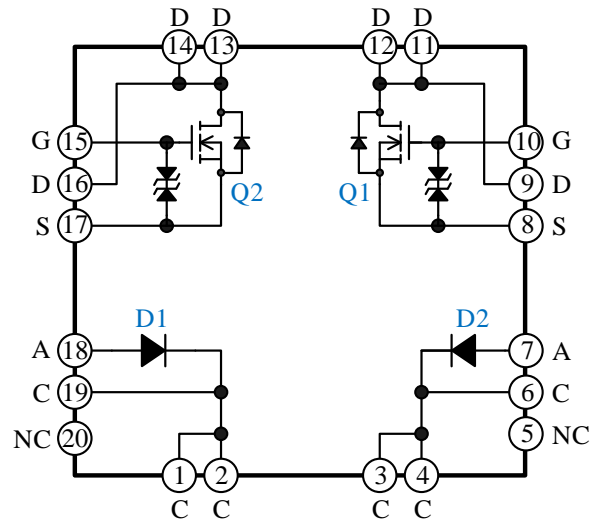 D D D D
14 13 12 11
G 15 10 G
D 16 9 D
Q2 Q1
S 17 8 S
D1 D2
A 18 7 A
C 19 6 C
NC 20 5 NC
1 2 3 4
C C C C